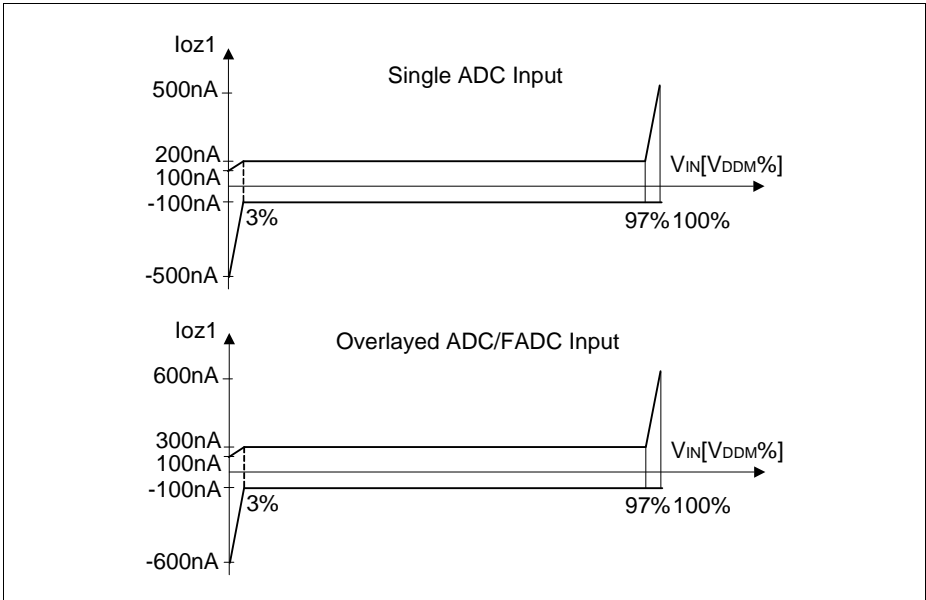 Ioz1
Single ADC Input
500nA
200nA
VIN[VDDM%]
100nA
-100nA
3%
97% 100%
-500nA
Ioz1
Overlayed ADC/FADC Input
600nA
300nA
VIN[VDDM%]
100nA
-100nA
3%
97% 100%
-600nA